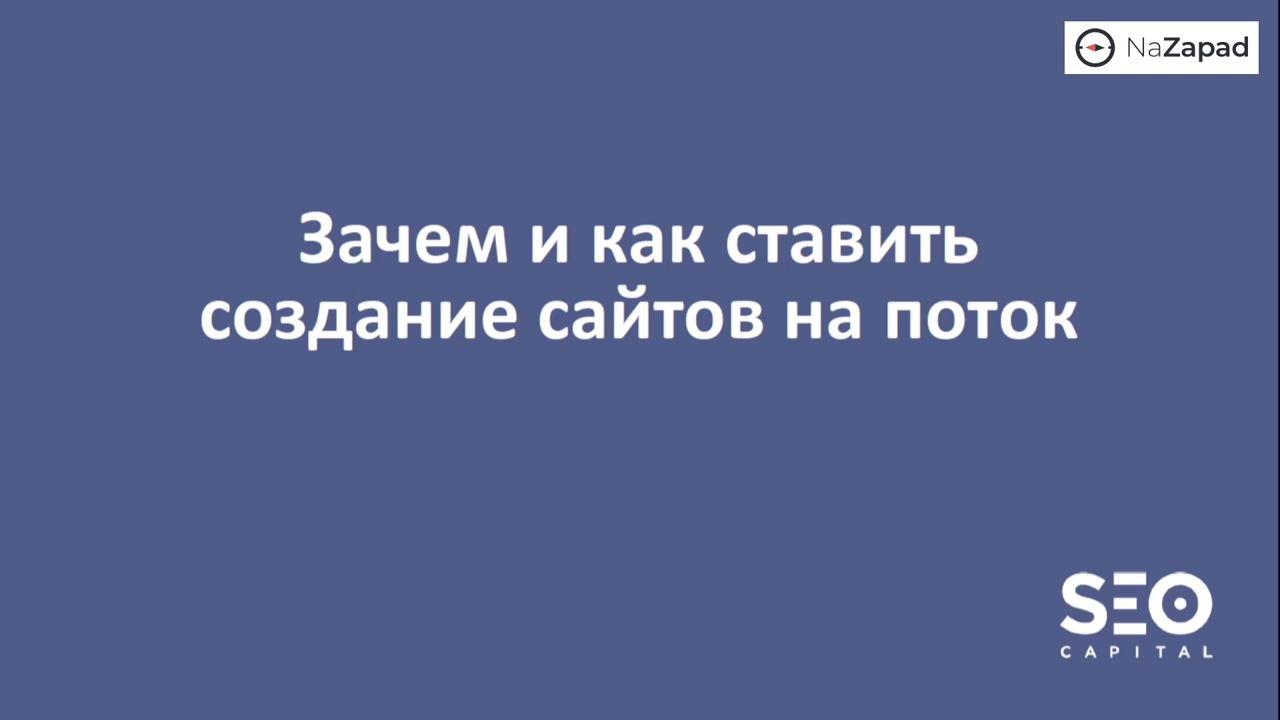 NaZapad
Зачем и как ставить
создание сайтов на поток
SEO
CAPITAL